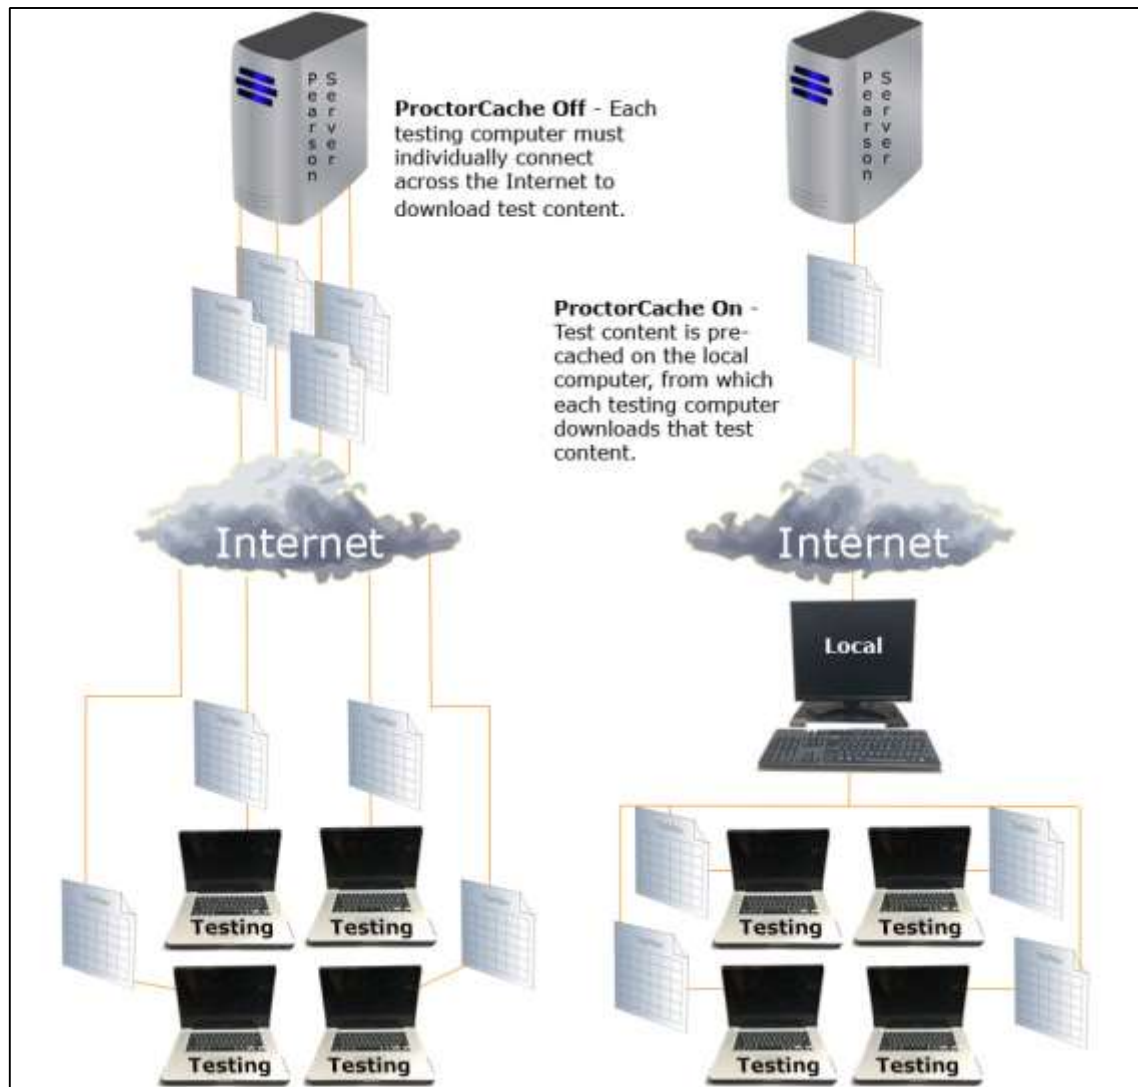 Pearson
Server
ProctorCache Off - Each
testing computer must
individually connect
across the Internet to
download test content.
Pearson
Server
ProctorCache On -
Test content is pre-
cached on the local
computer, from which
each testing computer
downloads that test
content.
Internet
Internet
Local
Testing
Testing
Testing
Testing
Testing
Testing
Testing
Testing